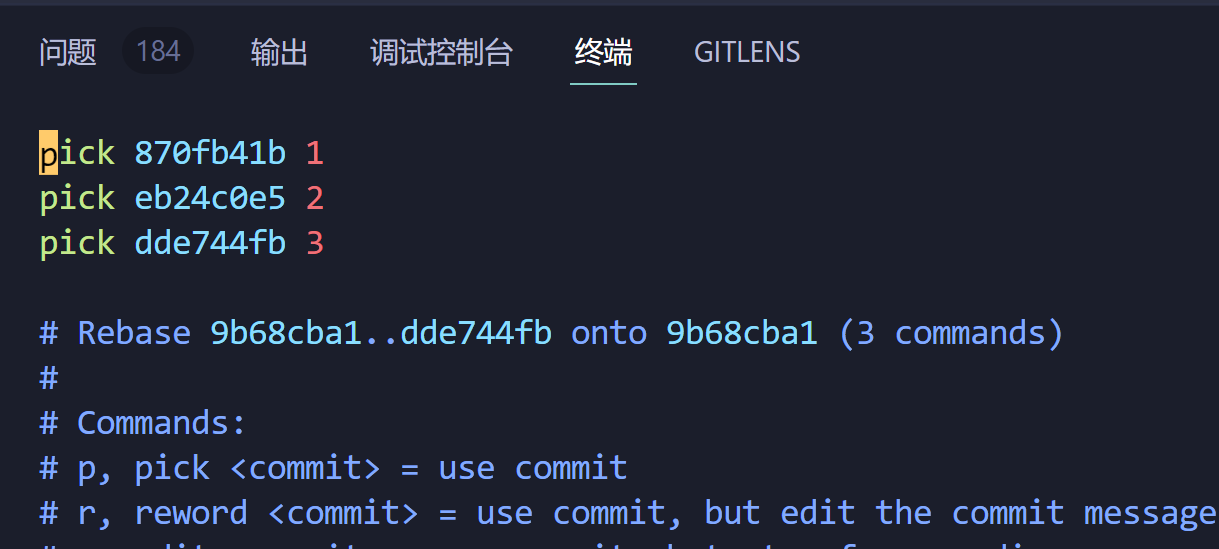 问题 184 输出 调试控制台 终端 GITLENS
pick 870fb41b 1
pick eb24c0e5 2
pick dde744fb 3
# Rebase 9b68cba1..dde744fb onto 9b68cba1 (3 commands)
#
# Commands:
# p, pick <commit> = use commit
# r, reword <commit> = use commit, but edit the commit message